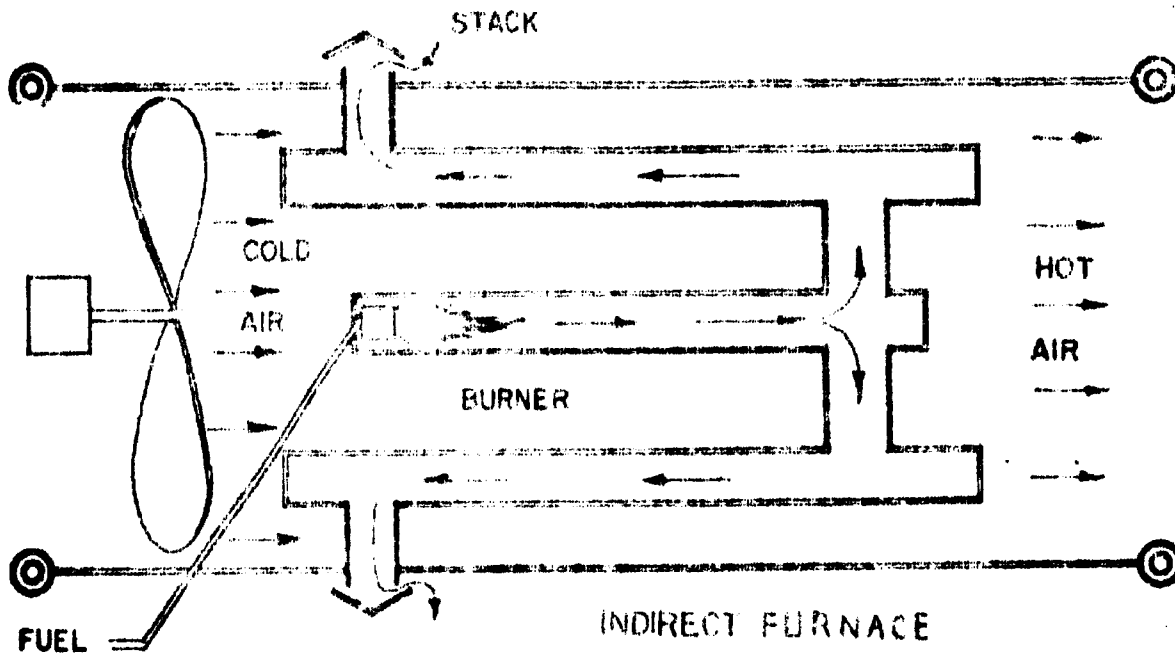 STACK
COLD
AIR
HOT
AIR
BURNER
FUEL
INDIRECT FURNACE